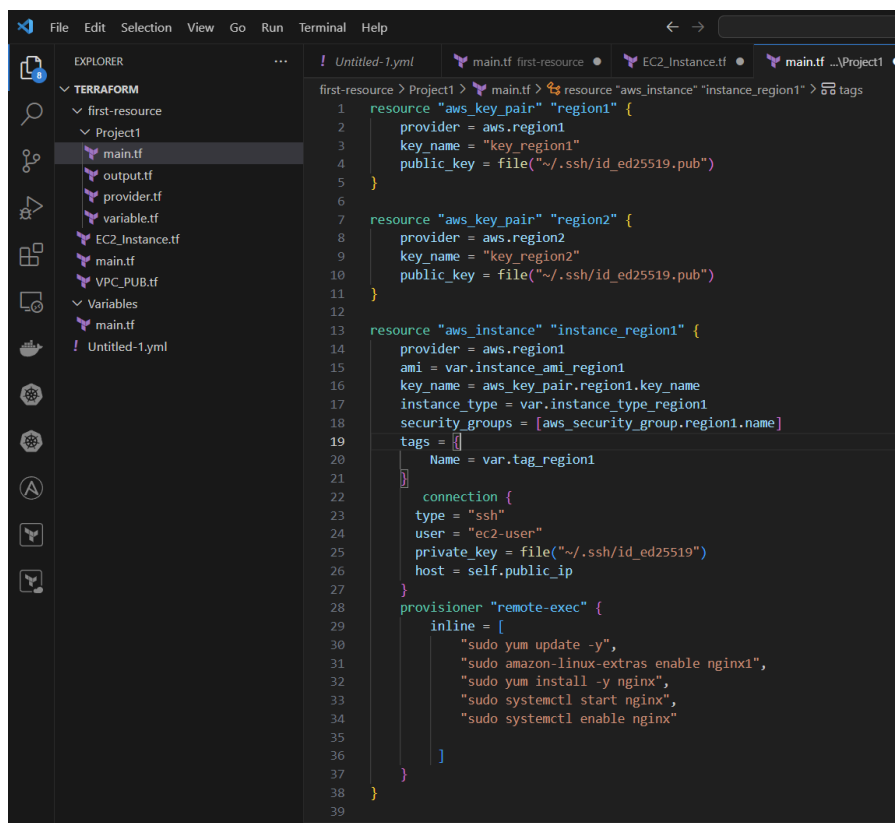 File Edit Selection View Go Run Terminal Help
EXPLORER
TERRAFORM
first-resource
Project1
main.tf
output.tf
provider.tf
variable.tf
EC2_Instance.tf
main.tf
VPC_PUB.tf
Variables
main.tf
! Untitled-1.yml
8
! Untitled-1.yml main.tf first-resource EC2_Instance.tf main.tf ...\Project1
first-resource > Project1 > main.tf > resource "aws_instance" "instance_region1" > tags
1 resource "aws_key_pair" "region1" {
2 provider = aws.region1
3 key_name = "key_region1"
4 public_key = file("~/.ssh/id_ed25519.pub")
5 }
6
7 resource "aws_key_pair" "region2" {
8 provider = aws.region2
9 key_name = "key_region2"
10 public_key = file("~/.ssh/id_ed25519.pub")
11 }
12
13 resource "aws_instance" "instance_region1" {
14 provider = aws.region1
15 ami = var.instance_ami_region1
16 key_name = aws_key_pair.region1.key_name
17 instance_type = var.instance_type_region1
18 security_groups = [aws_security_group.region1.name]
19 tags = {
20 Name = var.tag_region1
21 }
22 connection {
23 type = "ssh"
24 user = "ec2-user"
25 private_key = file("~/.ssh/id_ed25519")
26 host = self.public_ip
27 }
28 provisioner "remote-exec" {
29 inline = [
30 "sudo yum update -y",
31 "sudo amazon-linux-extras enable nginx1",
32 "sudo yum install -y nginx",
33 "sudo systemctl start nginx",
34 "sudo systemctl enable nginx"
35
36 ]
37 }
38 }
39